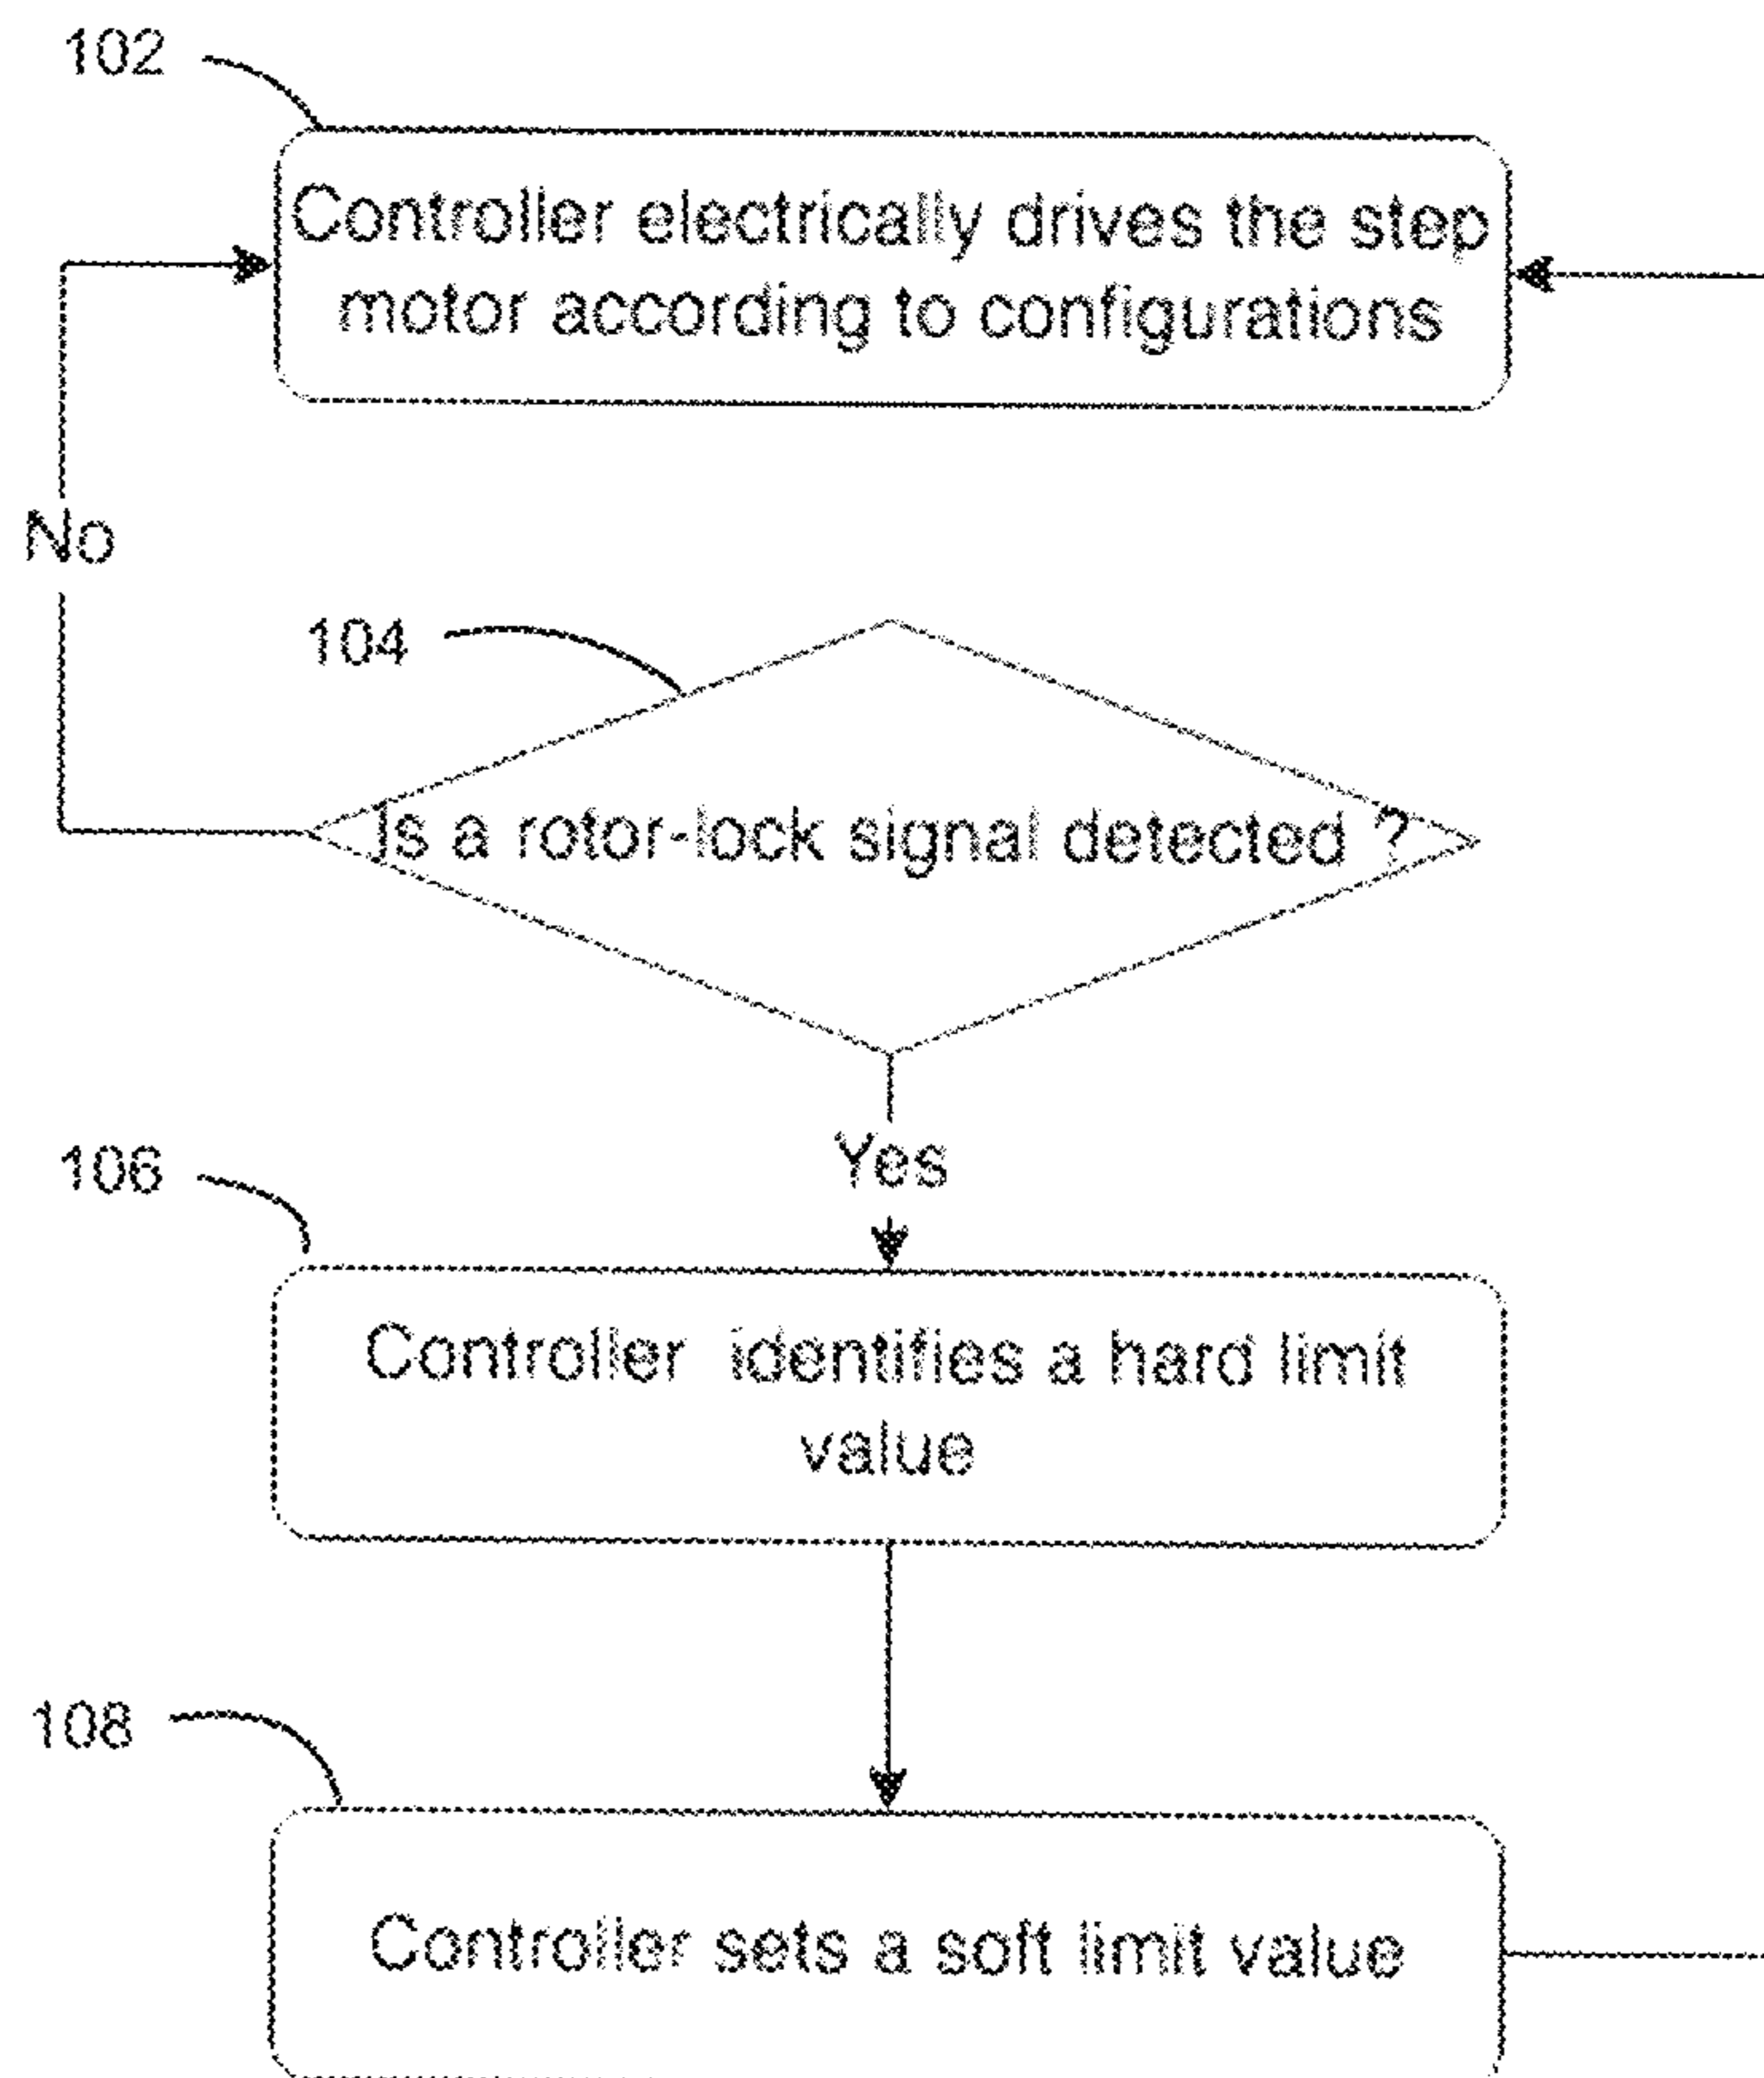 102
Controller electrically drives the step
motor according to configurations
No
104
Is a rotor-lock signal detected ?
Yes
106
Controller identifies a hard limit
value
108
Controller sets a soft limit value